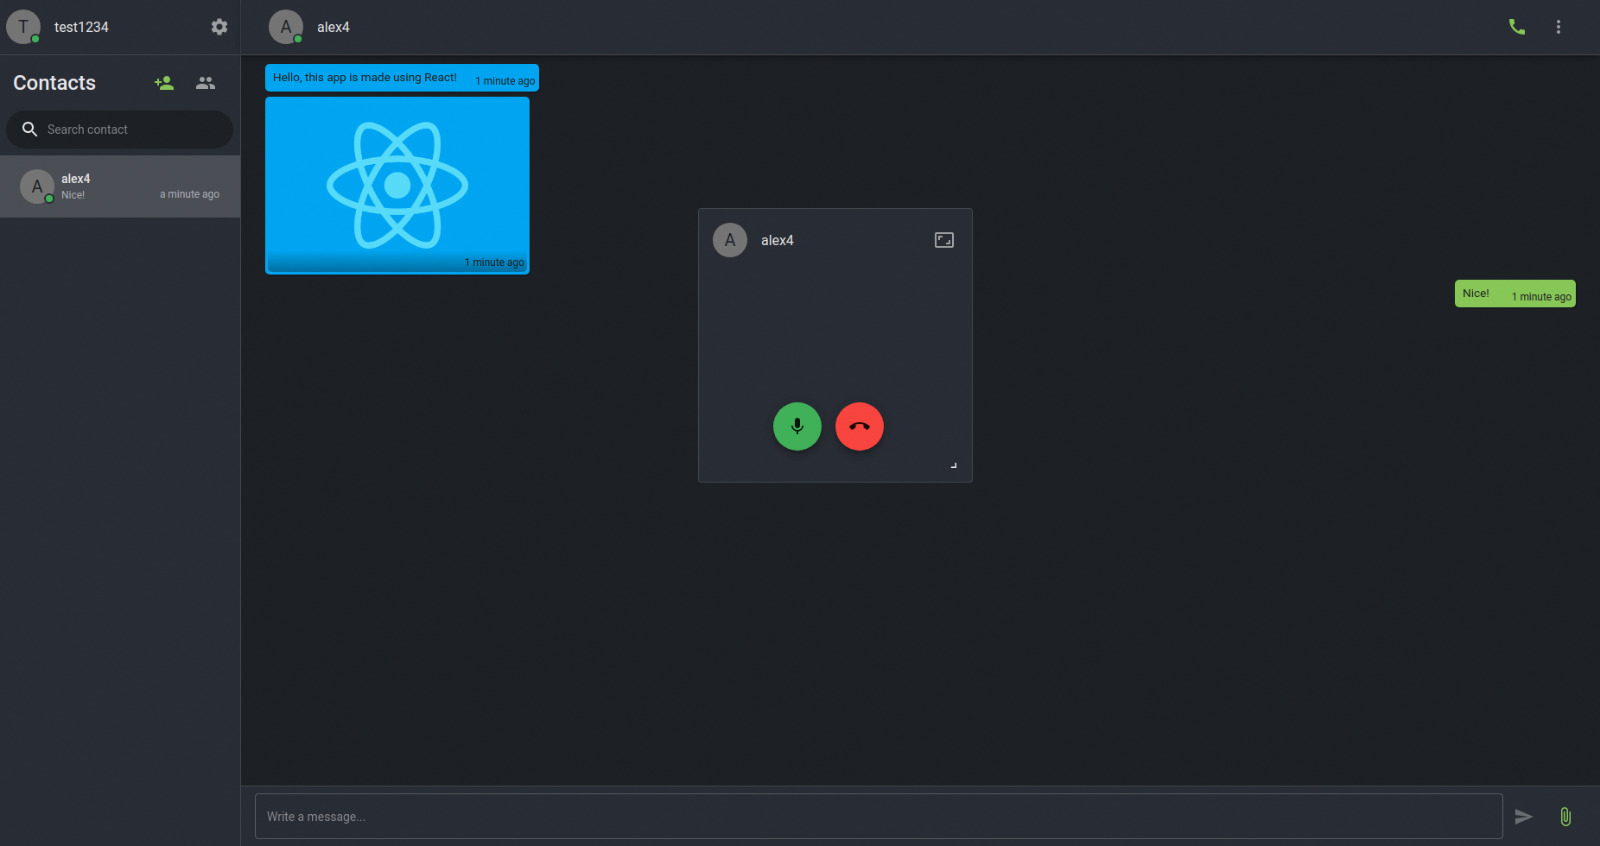 T
test1234
A
alex4
Contacts
Search contact
A
alex4
Nice!
a minute ago
Hello, this app is made using React!
1 minute ago
1 minute ago
A
alex4
Nice!
1 minute ago
Write a message...